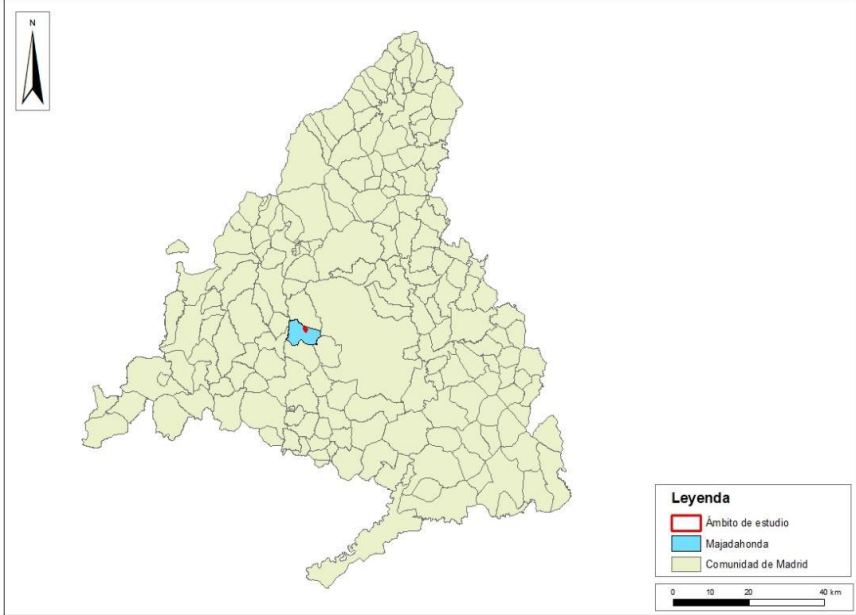 N
Leyenda
Ámbito de estudio
Majadahonda
Comunidad de Madrid
0 10 20 40 km